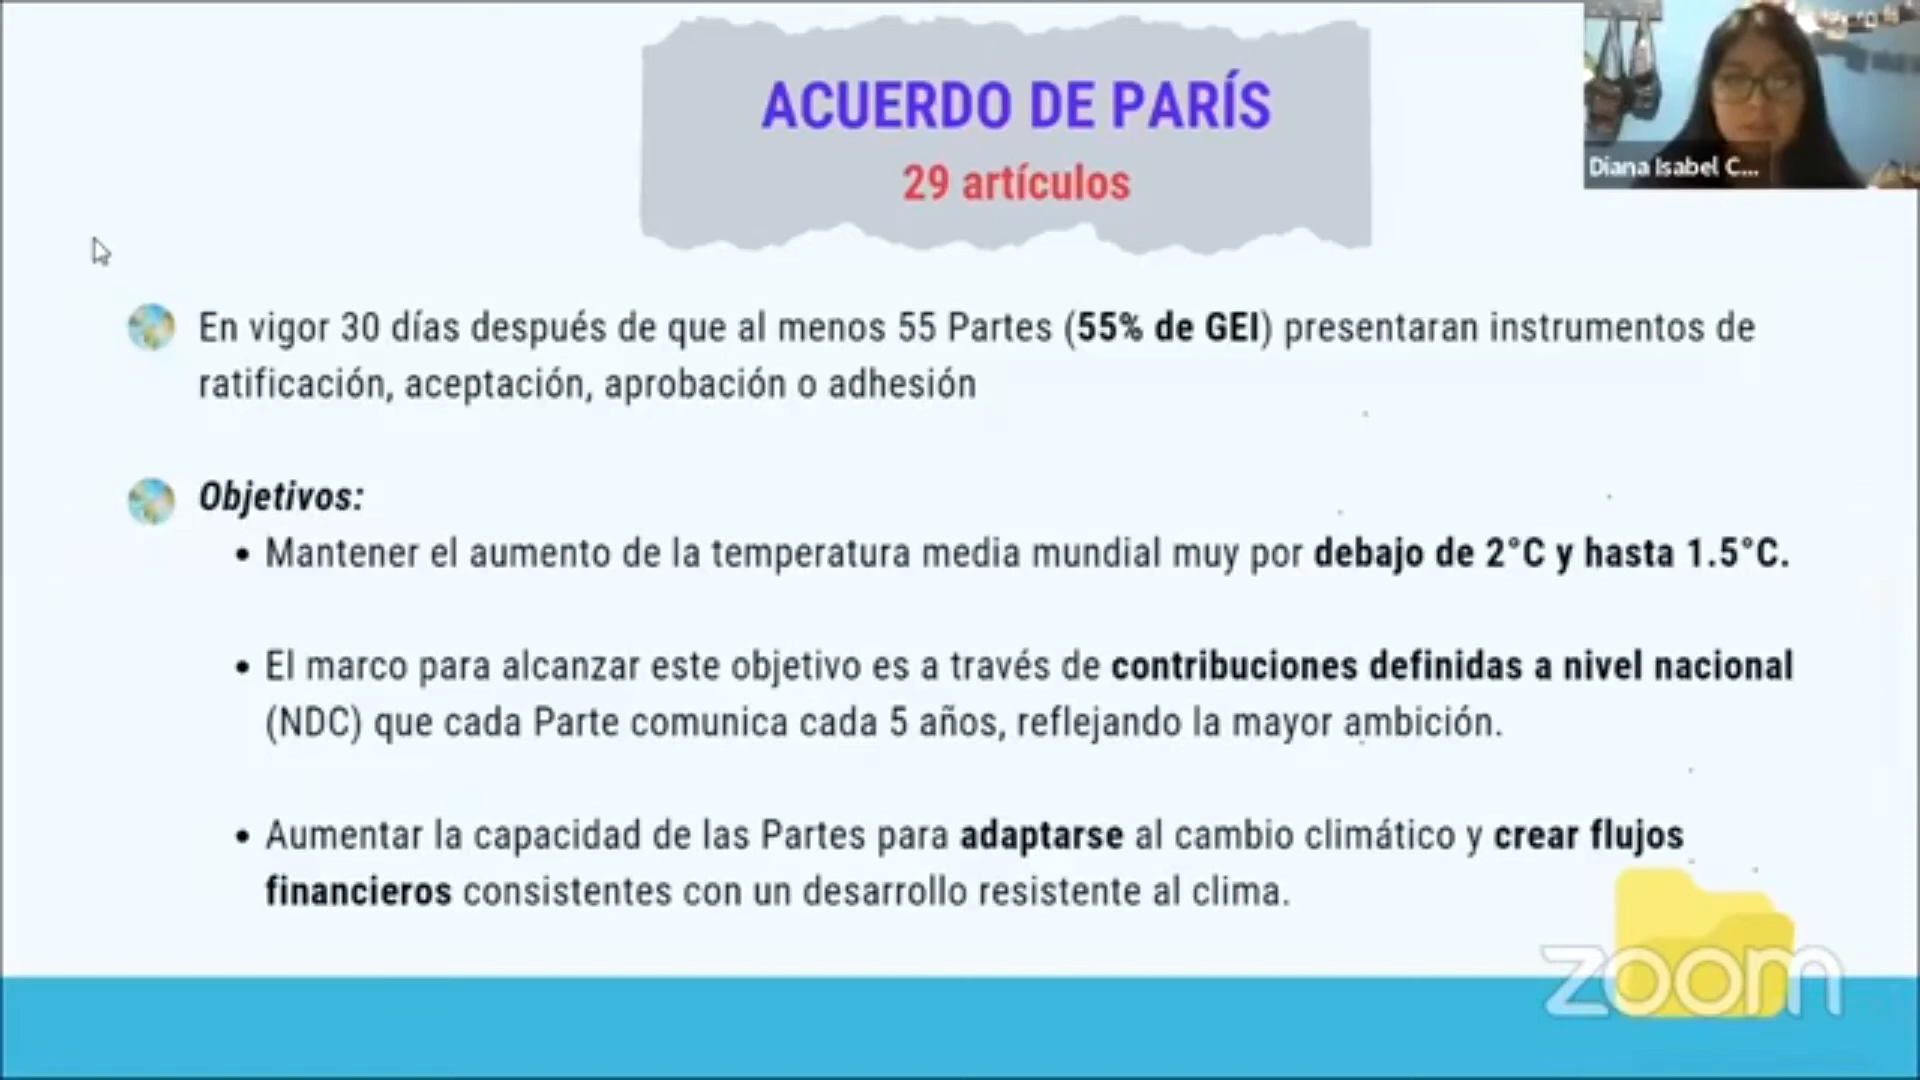 ACUERDO DE PARÍS
29 artículos
Diana Isabel C...
En vigor 30 días después de que al menos 55 Partes (55% de GEI) presentaran instrumentos de
ratificación, aceptación, aprobación o adhesión
Objetivos:
• Mantener el aumento de la temperatura media mundial muy por debajo de 2°C y hasta 1.5°C.
• El marco para alcanzar este objetivo es a través de contribuciones definidas a nivel nacional
(NDC) que cada Parte comunica cada 5 años, reflejando la mayor ambición.
• Aumentar la capacidad de las Partes para adaptarse al cambio climático y crear flujos
financieros consistentes con un desarrollo resistente al clima.
zoom